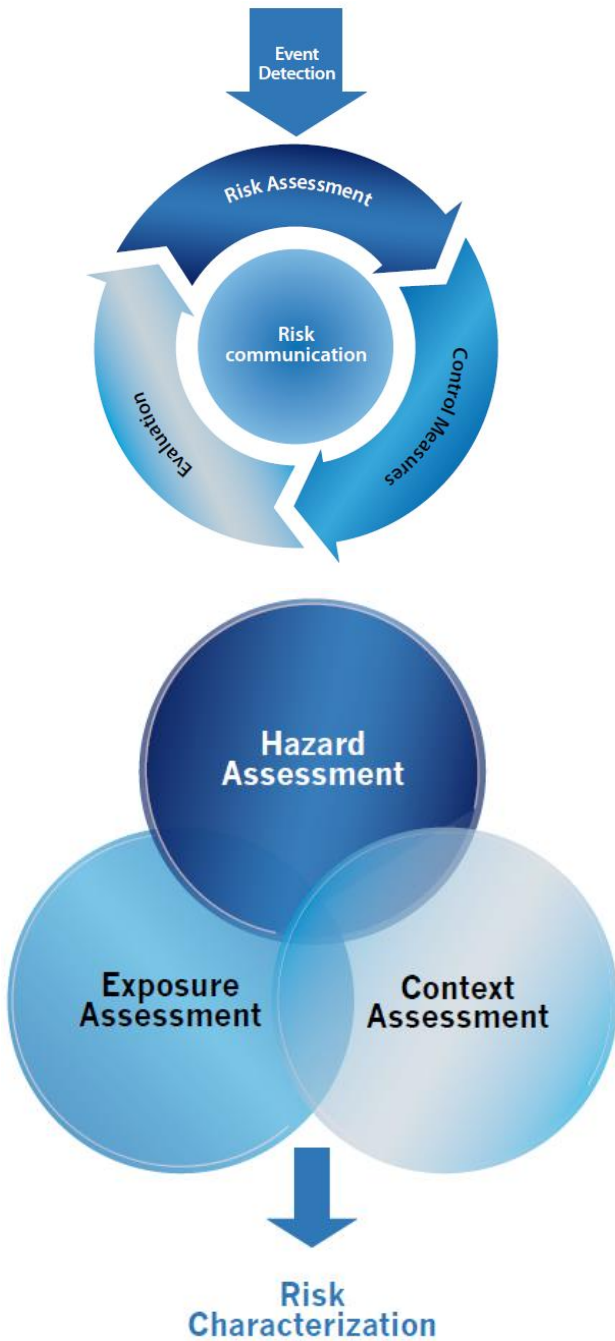 Event
Detection
Risk Assessment
Risk
communication
Control Measures
Evaluation
Hazard
Assessment
Exposure
Assessment
Context
Assessment
Risk
Characterization